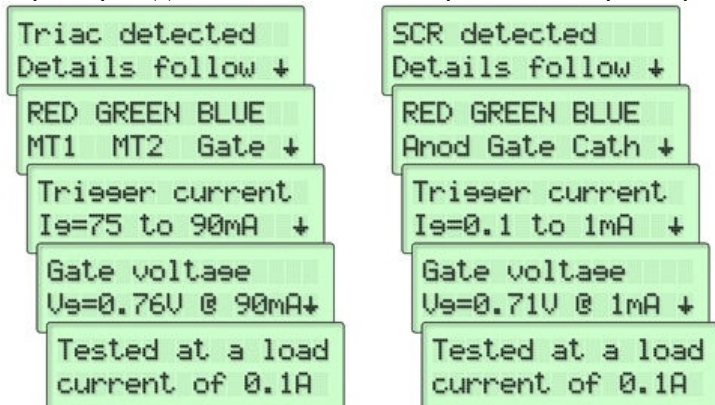 Triac detected
Details follow ↓
RED GREEN BLUE
MT1 MT2 Gate ↓
Trigger current
Ig=75 to 90mA ↓
Gate voltage
Vg=0.76V @ 90mA↓
Tested at a load
current of 0.1A
SCR detected
Details follow ↓
RED GREEN BLUE
Anod Gate Cath ↓
Trigger current
Ig=0.1 to 1mA ↓
Gate voltage
Vg=0.71V @ 1mA ↓
Tested at a load
current of 0.1A